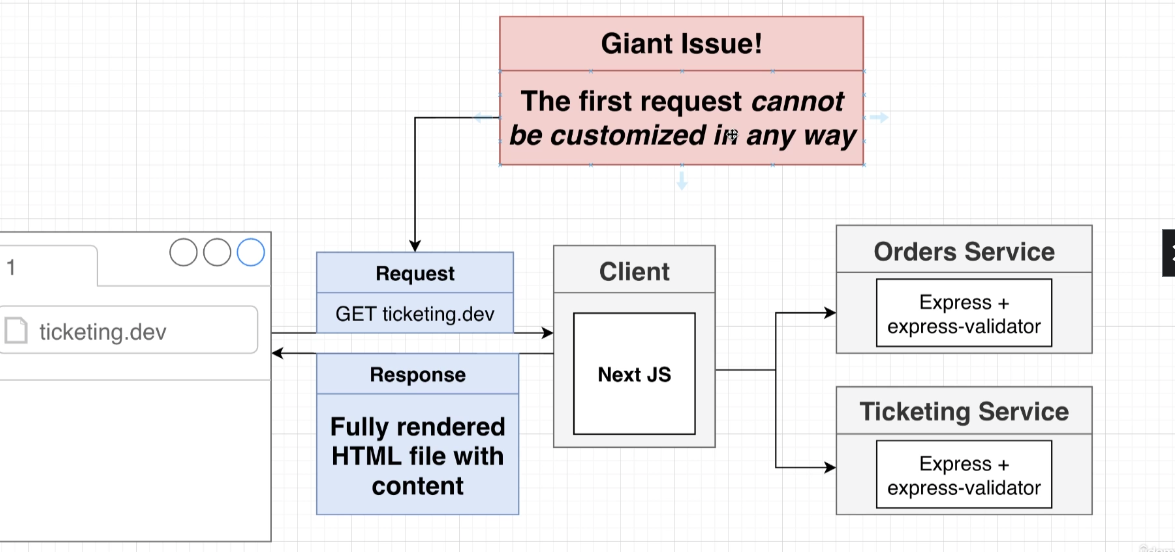 Giant Issue!
The first request cannot
be customized in any way
1
ticketing.dev
Request
GET ticketing.dev
Response
Fully rendered
HTML file with
content
Client
Next JS
Orders Service
Express +
express-validator
Ticketing Service
Express +
express-validator